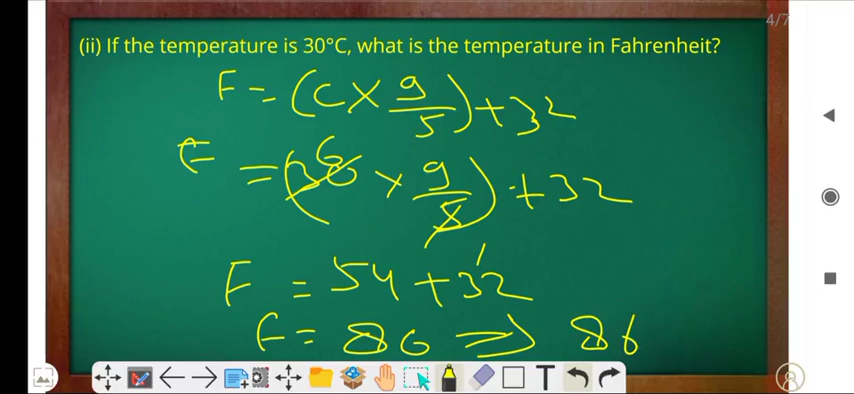 4/7
(ii) If the temperature is 30°C, what is the temperature in Fahrenheit?
F = (C × 9/5) + 32
F = (30 6 × 9/5) + 32
F = 54 + 32
F = 86 ⇒ 86
T